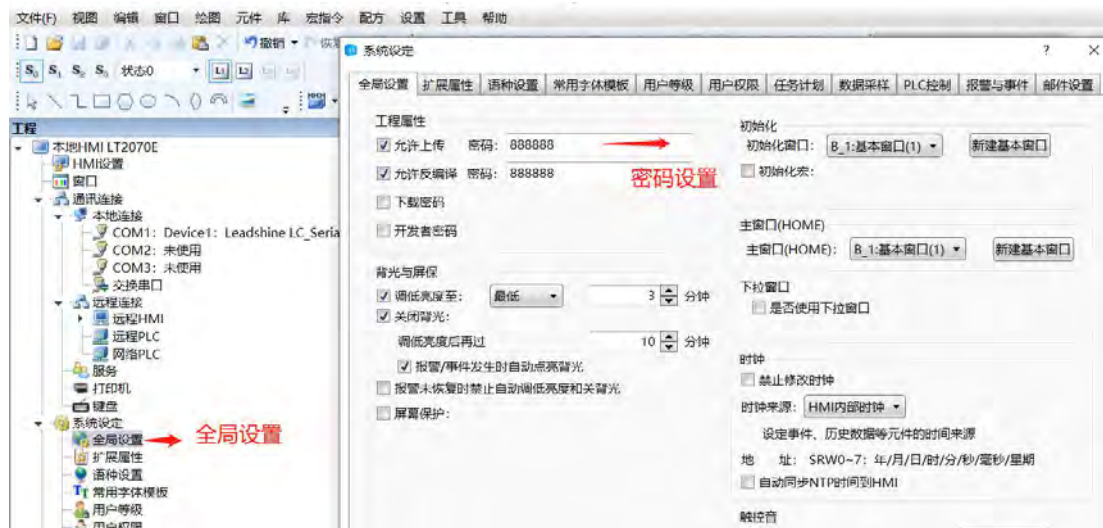 文件(F) 视图 编辑 窗口 绘图 元件 库 宏指令 配方 设置 工具 帮助
撤销
S0 S1 S2 S3 状态0 L1 L2
工程
本地HMI LT2070E
HMI设置
窗口
通讯连接
本地连接
COM1: Device1: Leadshine LC_Seria
COM2: 未使用
COM3: 未使用
交换串口
远程连接
远程HMI
远程PLC
网络PLC
服务
打印机
键盘
系统设定
全局设置 全局设置
扩展属性
语种设置
常用字体模板
用户等级
用户权限
系统设定 ? ×
全局设置 扩展属性 语种设置 常用字体模板 用户等级 用户权限 任务计划 数据采样 PLC控制 报警与事件 邮件设置
工程属性
允许上传 密码: 888888
允许反编译 密码: 888888
密码设置
下载密码
开发者密码
背光与屏保
调低亮度至: 最低 3 分钟
关闭背光:
调低亮度后再过 10 分钟
报警/事件发生时自动点亮背光
报警未恢复时禁止自动调低亮度和关背光
屏幕保护:
初始化
初始化窗口: B_1:基本窗口(1) 新建基本窗口
初始化宏:
主窗口(HOME)
主窗口(HOME): B_1:基本窗口(1) 新建基本窗口
下拉窗口
是否使用下拉窗口
时钟
禁止修改时钟
时钟来源: HMI内部时钟
设定事件、历史数据等元件的时间来源
地 址: SRW0~7: 年/月/日/时/分/秒/毫秒/星期
自动同步NTP时间到HMI
触控音